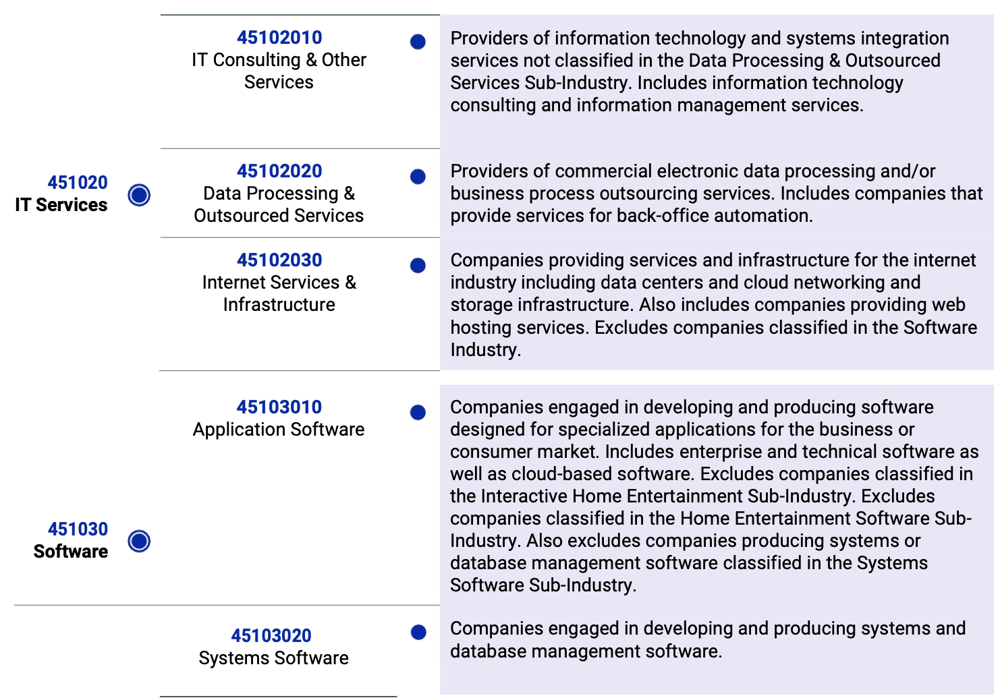 45102010
IT Consulting & Other
Services
Providers of information technology and systems integration
services not classified in the Data Processing & Outsourced
Services Sub-Industry. Includes information technology
consulting and information management services.
451020
IT Services
45102020
Data Processing &
Outsourced Services
Providers of commercial electronic data processing and/or
business process outsourcing services. Includes companies that
provide services for back-office automation.
45102030
Internet Services &
Infrastructure
Companies providing services and infrastructure for the internet
industry including data centers and cloud networking and
storage infrastructure. Also includes companies providing web
hosting services. Excludes companies classified in the Software
Industry.
451030
Software
45103010
Application Software
Companies engaged in developing and producing software
designed for specialized applications for the business or
consumer market. Includes enterprise and technical software as
well as cloud-based software. Excludes companies classified in
the Interactive Home Entertainment Sub-Industry. Excludes
companies classified in the Home Entertainment Software Sub-
Industry. Also excludes companies producing systems or
database management software classified in the Systems
Software Sub-Industry.
45103020
Systems Software
Companies engaged in developing and producing systems and
database management software.